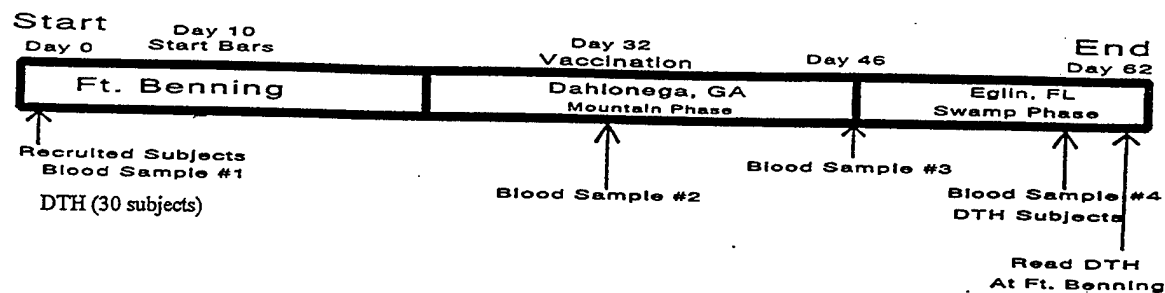 Start
Day 0
Day 10
Start Bars
Day 32
Vaccination
Day 46
End
Day 62
Ft. Benning
Dahlonega, GA
Mountain Phase
Eglin, FL
Swamp Phase
Recruited Subjects
Blood Sample #1
DTH (30 subjects)
Blood Sample #2
Blood Sample #3
Blood Sample #4
DTH Subjects
Read DTH
At Ft. Benning